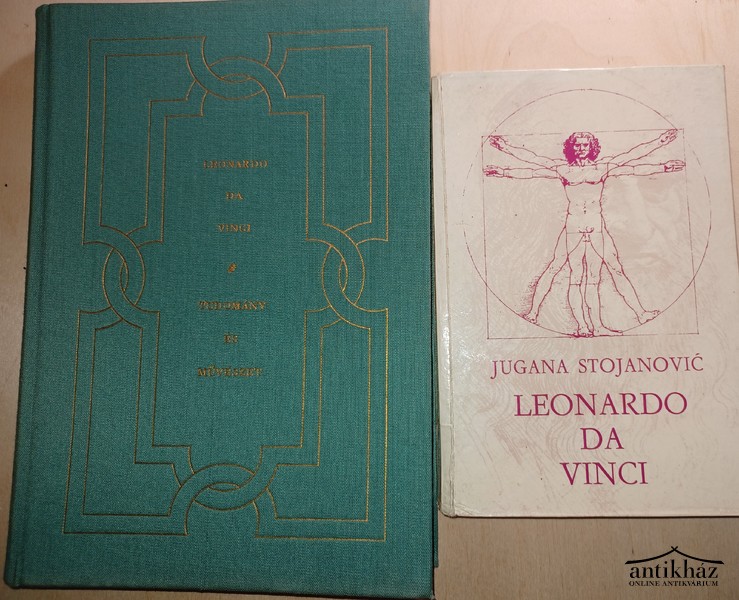 LEONARDO
DA
VINCI
TUDOMÁNY
ÉS
MŰVÉSZET
JUGANA STOJANOVIĆ
LEONARDO
DA
VINCI
antikház
ONLINE ANTIKVÁRIUM